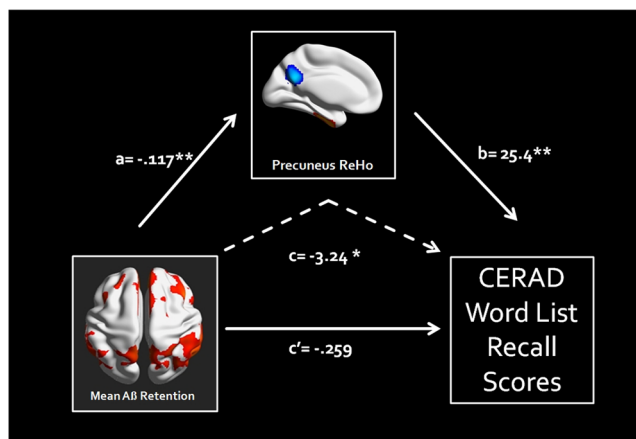 a= -.117**
Precuneus ReHo
b= 25.4**
c= -3.24 *
CERAD
Word List
Recall
Scores
c’= -.259
Mean Aß Retention